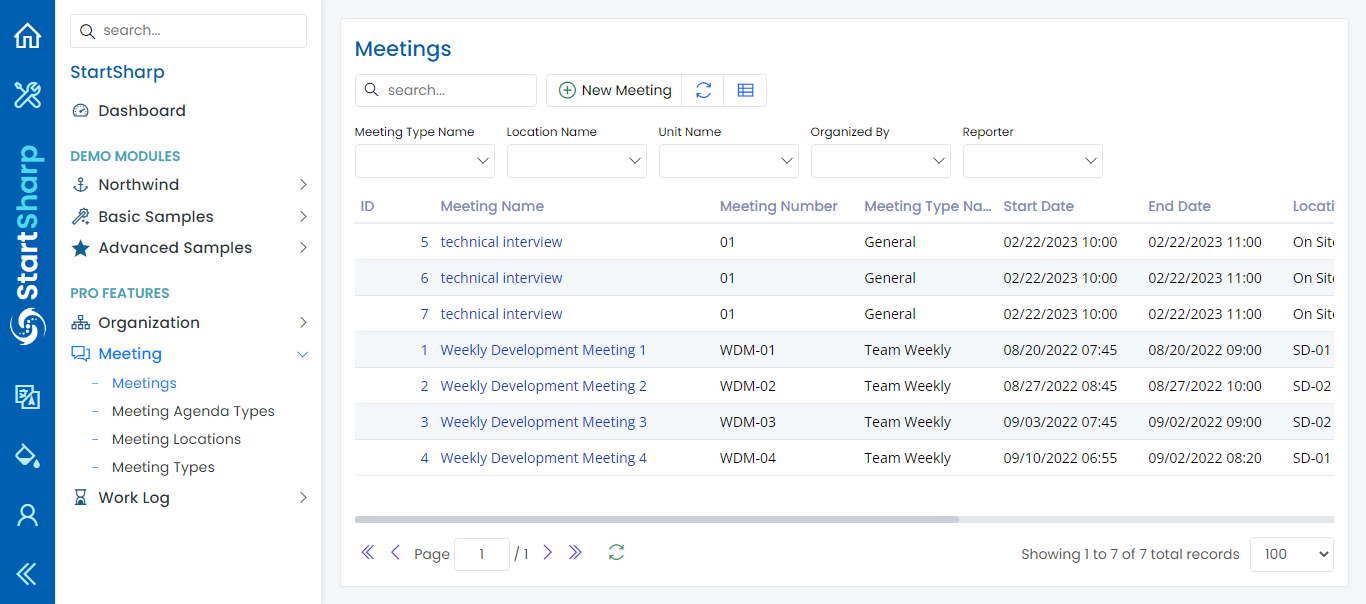 StartSharp
search...
StartSharp
Dashboard
DEMO MODULES
Northwind
Basic Samples
Advanced Samples
PRO FEATURES
Organization
Meeting
- Meetings
- Meeting Agenda Types
- Meeting Locations
- Meeting Types
Work Log
Meetings
search... New Meeting
Meeting Type Name Location Name Unit Name Organized By Reporter
ID Meeting Name Meeting Number Meeting Type Na... Start Date End Date Locati
5 technical interview 01 General 02/22/2023 10:00 02/22/2023 11:00 On Site
6 technical interview 01 General 02/22/2023 10:00 02/22/2023 11:00 On Site
7 technical interview 01 General 02/22/2023 10:00 02/22/2023 11:00 On Site
1 Weekly Development Meeting 1 WDM-01 Team Weekly 08/20/2022 07:45 08/20/2022 09:00 SD-01
2 Weekly Development Meeting 2 WDM-02 Team Weekly 08/27/2022 08:45 08/27/2022 10:00 SD-02
3 Weekly Development Meeting 3 WDM-03 Team Weekly 09/03/2022 07:45 09/02/2022 09:00 SD-02
4 Weekly Development Meeting 4 WDM-04 Team Weekly 09/10/2022 06:55 09/02/2022 08:20 SD-01
Page 1 / 1 Showing 1 to 7 of 7 total records 100